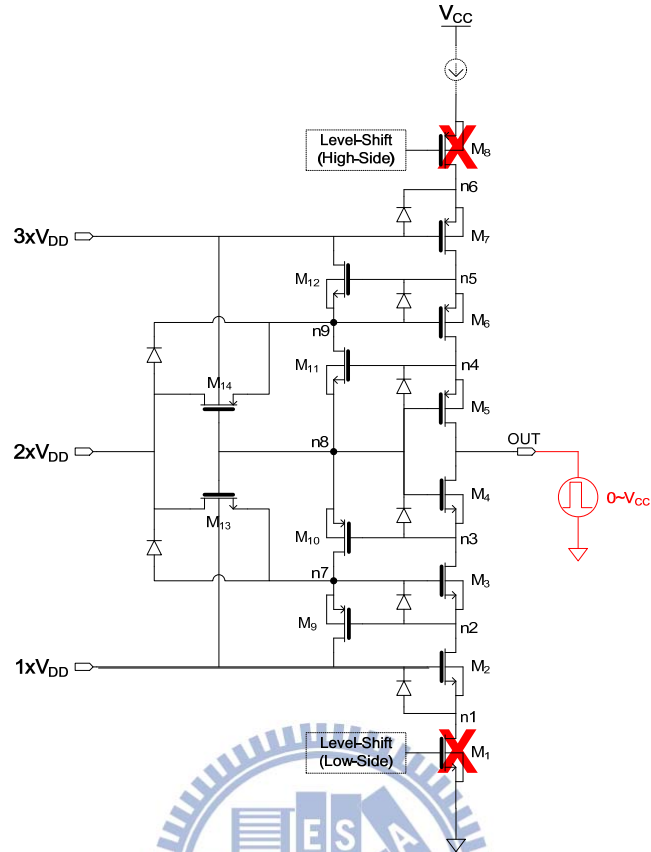 VCC
Level-Shift
(High-Side)
M8
n6
3xVDD
M7
M12
n5
M6
n9
M11
n4
M14
M5
2xVDD
n8
OUT
M4
0~VCC
M13
M10
n3
n7
M3
M9
n2
1xVDD
M2
n1
Level-Shift
(Low-Side)
M1
ES